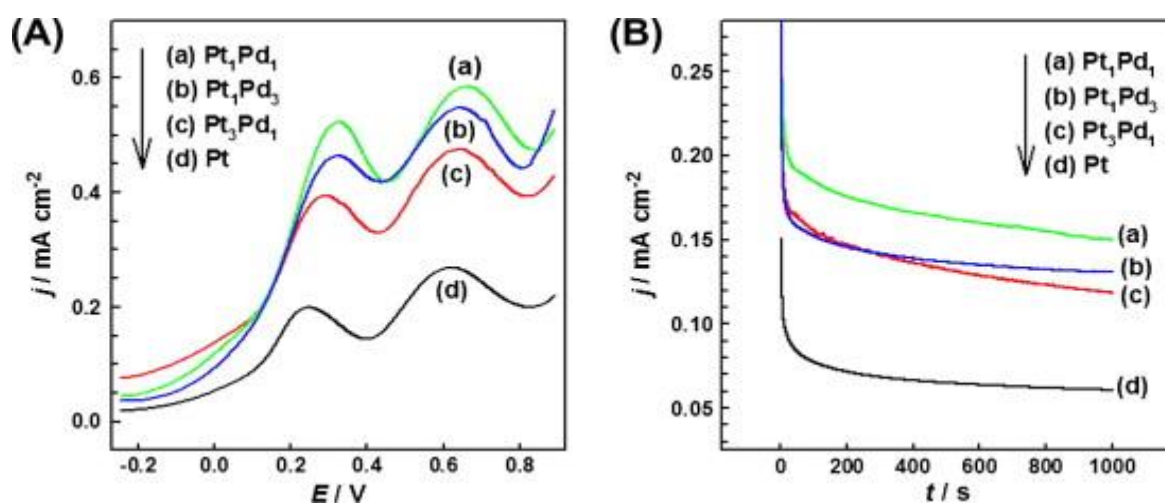 (A)
(a) Pt₁Pd₁
(b) Pt₁Pd₃
(c) Pt₃Pd₁
(d) Pt
(a)
(b)
(c)
(d)
0.6
0.4
0.2
0.0
j / mA cm⁻²
-0.2 0.0 0.2 0.4 0.6 0.8
E / V
(B)
(a) Pt₁Pd₁
(b) Pt₁Pd₃
(c) Pt₃Pd₁
(d) Pt
(a)
(b)
(c)
(d)
0.25
0.20
0.15
0.10
0.05
j / mA cm⁻²
0 200 400 600 800 1000
t / s